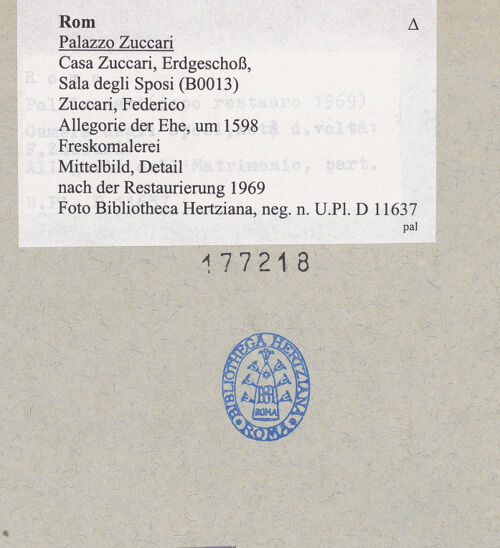 Rom Δ
Palazzo Zuccari
Casa Zuccari, Erdgeschoß,
Sala degli Sposi (B0013)
Zuccari, Federico
Allegorie der Ehe, um 1598
Freskomalerei
Mittelbild, Detail
nach der Restaurierung 1969
Foto Bibliotheca Hertziana, neg. n. U.Pl. D 11637
pal
177218
BIBLIOTHECA HERTZIANA
ROMA
ROMA